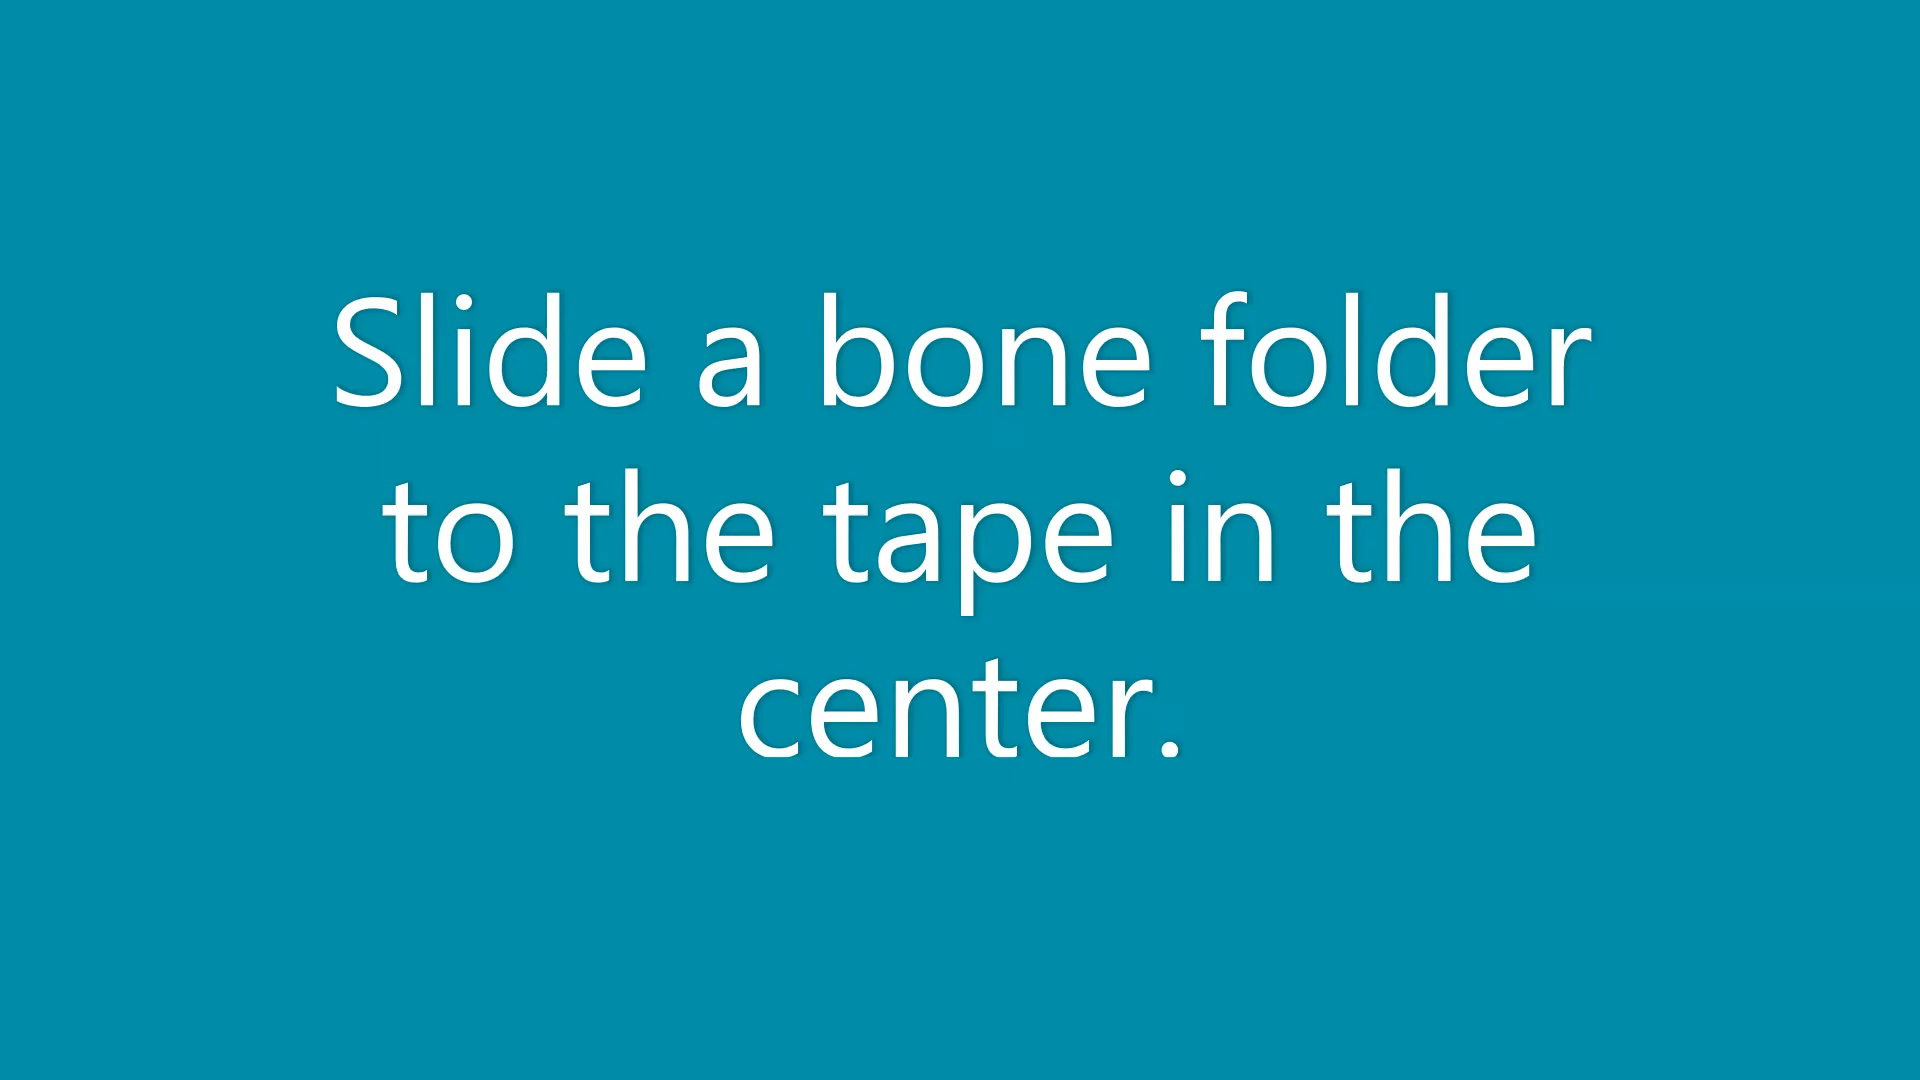 Slide a bone folder
to the tape in the
center.